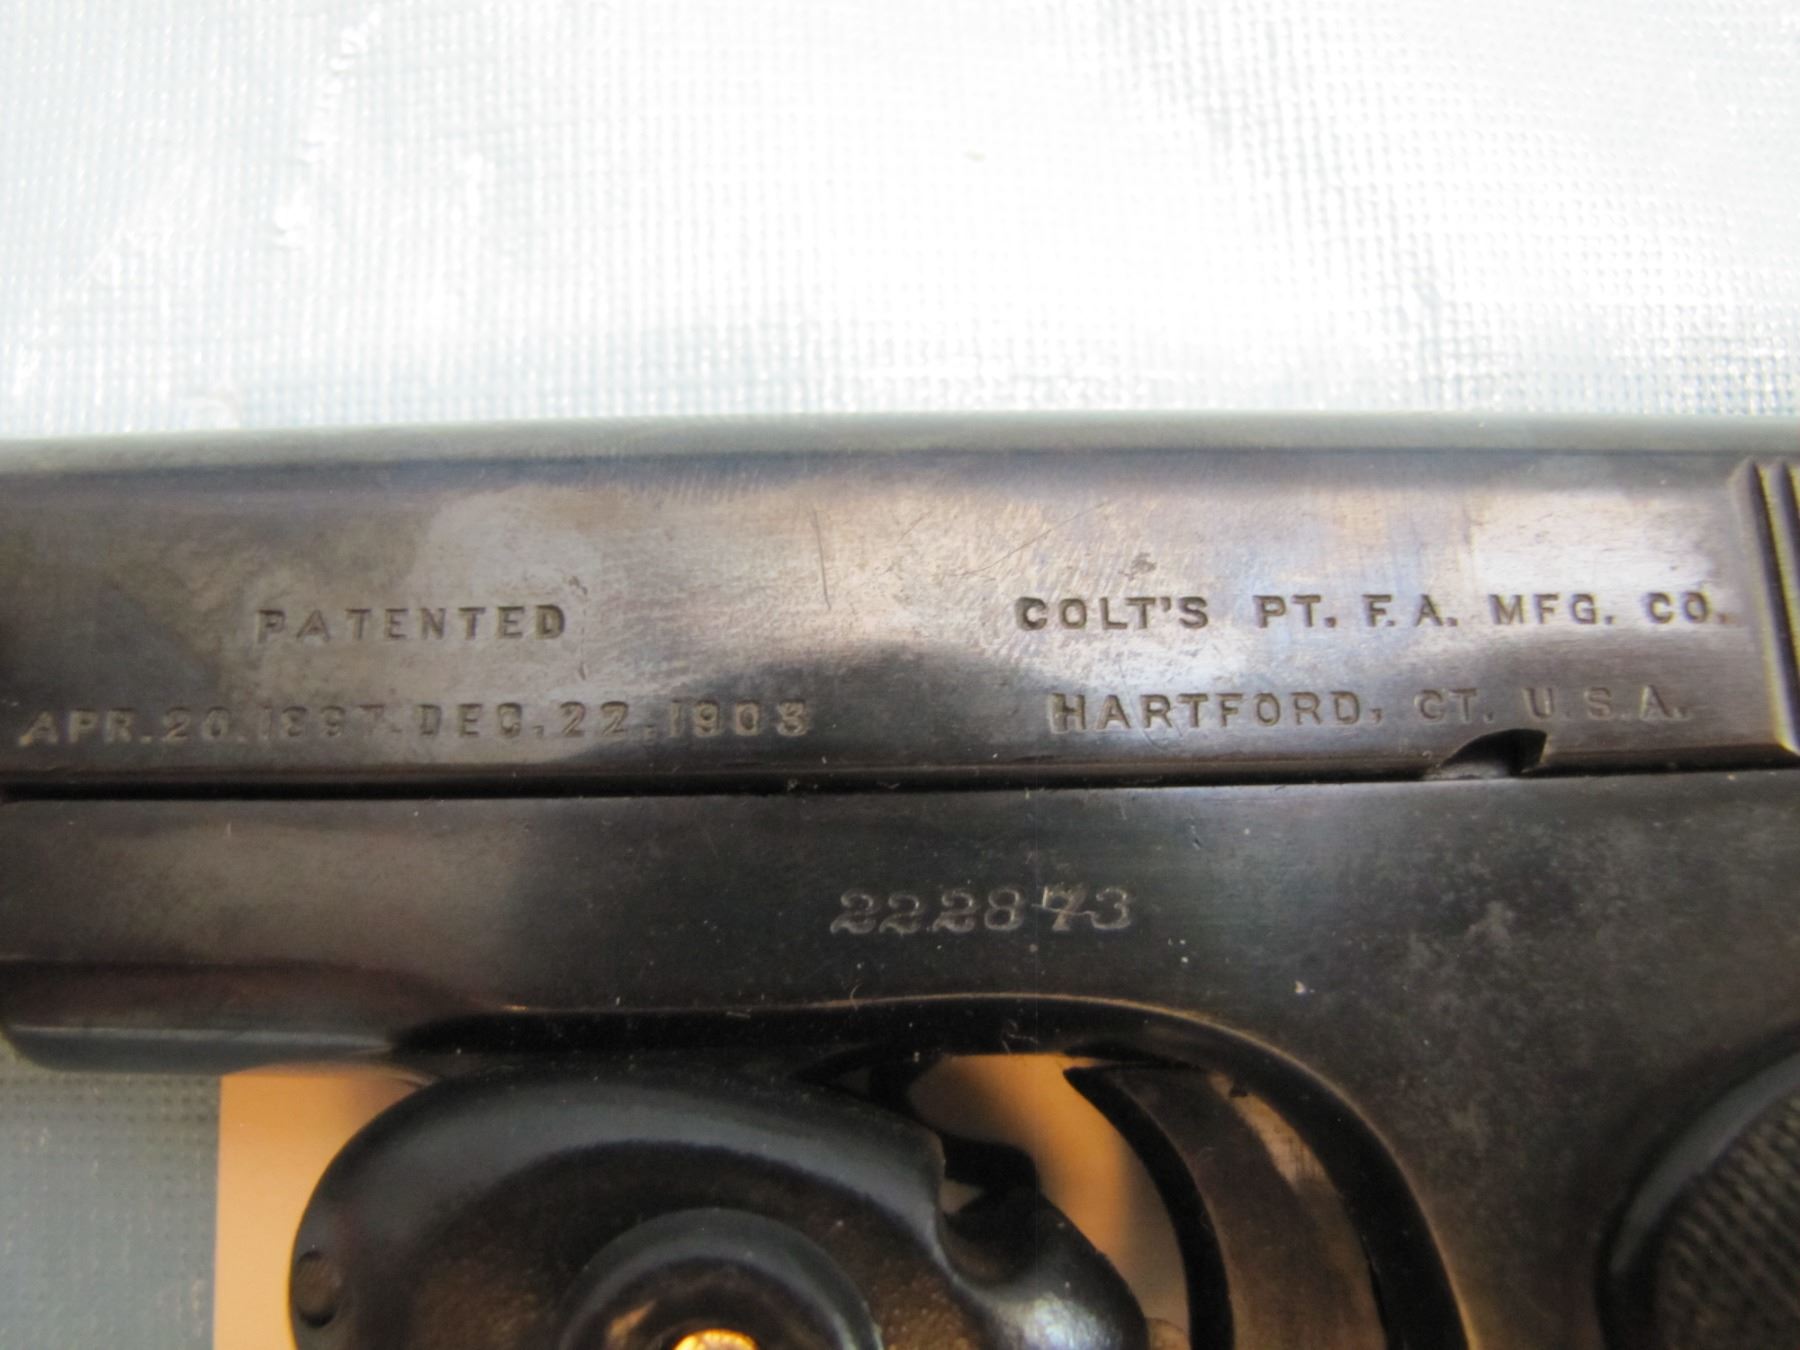 PATENTED
APR.20.1897.DEC.22.1903
COLT'S PT. F.A. MFG. CO.
HARTFORD, CT. U.S.A.
222873